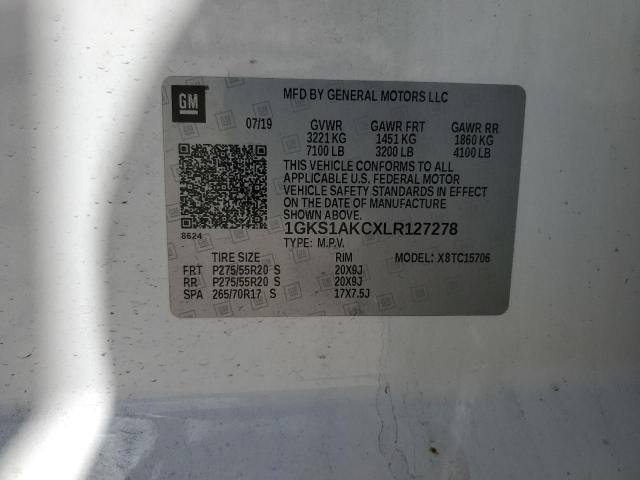 GM
MFD BY GENERAL MOTORS LLC
07/19 GVWR GAWR FRT GAWR RR
3221 KG 1451 KG 1860 KG
7100 LB 3200 LB 4100 LB
THIS VEHICLE CONFORMS TO ALL
APPLICABLE U.S. FEDERAL MOTOR
VEHICLE SAFETY STANDARDS IN EFFECT
ON THE DATE OF MANUFACTURE
SHOWN ABOVE.
8624
1GKS1AKCXLR127278
TYPE: M.P.V. MODEL: X8TC15706
TIRE SIZE RIM
FRT P275/55R20 S 20X9J
RR P275/55R20 S 20X9J
SPA 265/70R17 S 17X7.5J